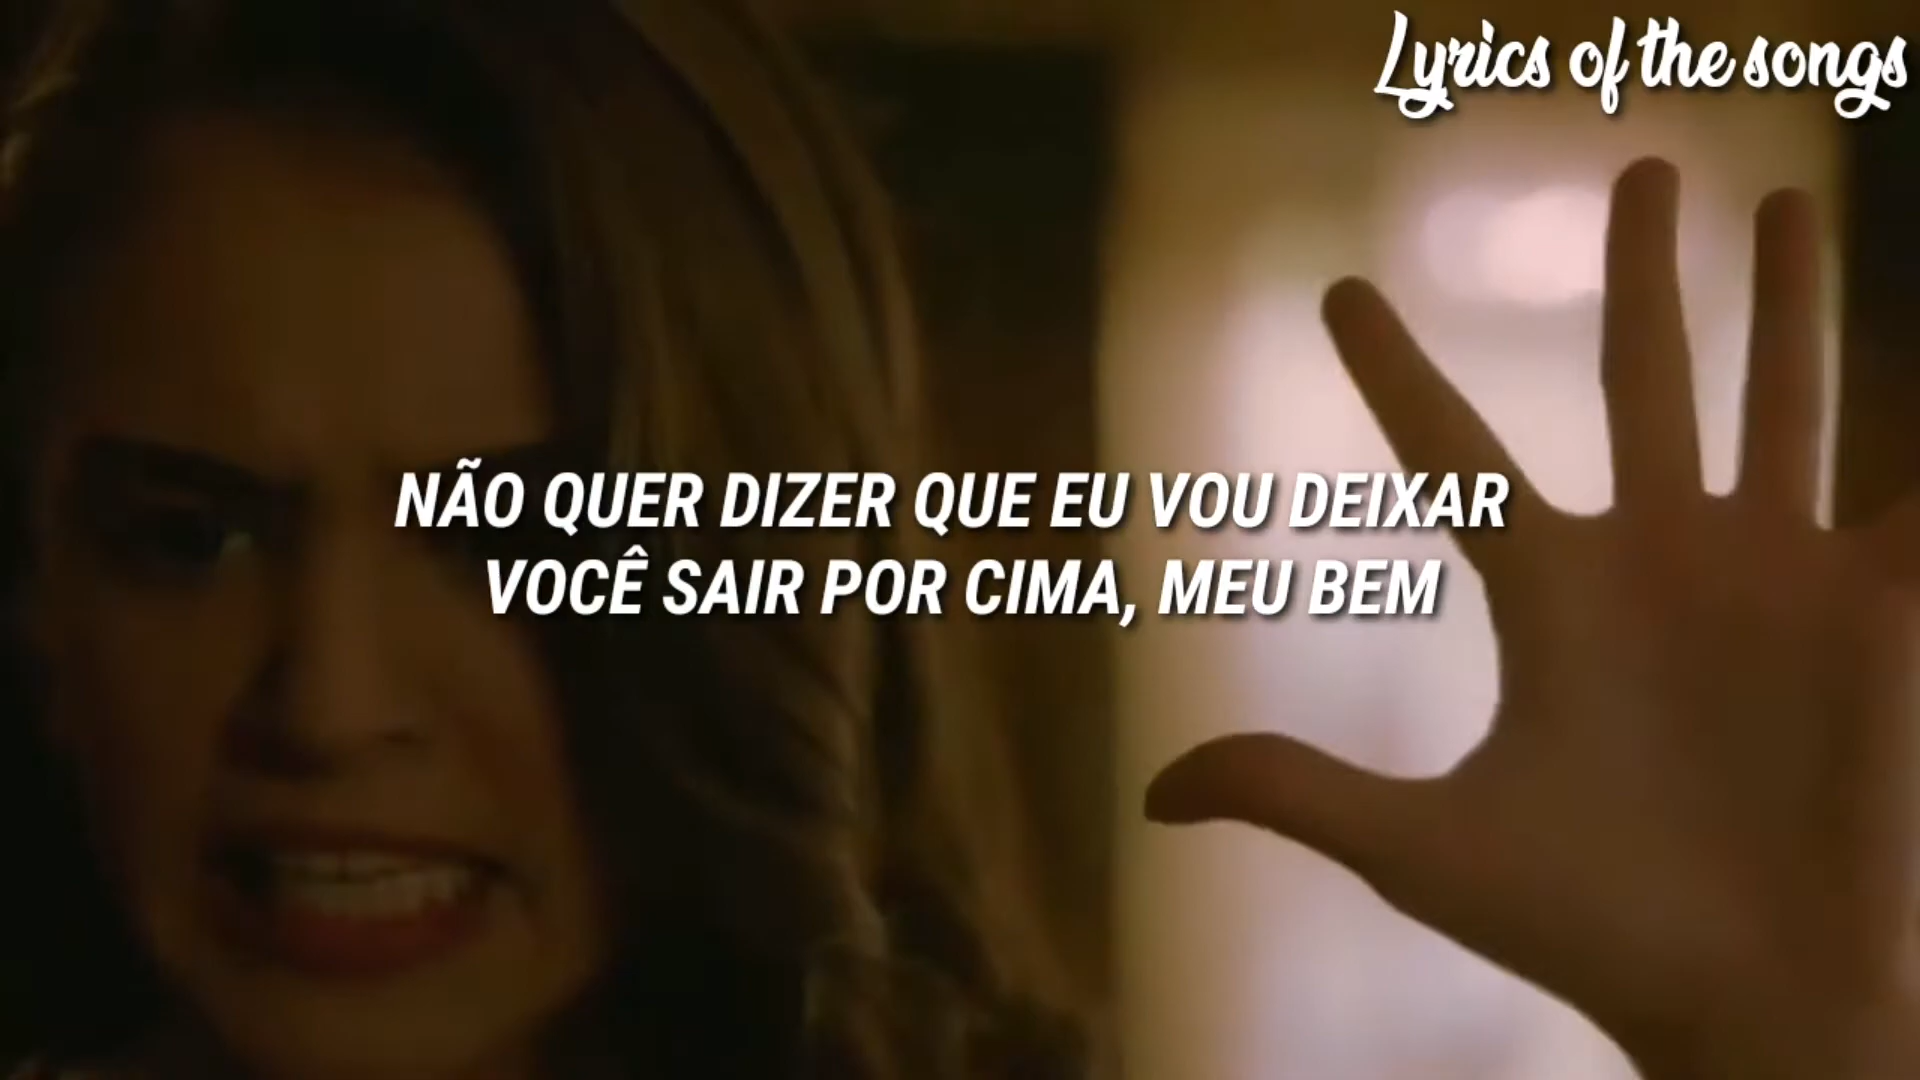 Lyrics of the songs
NÃO QUER DIZER QUE EU VOU DEIXAR
VOCÊ SAIR POR CIMA, MEU BEM